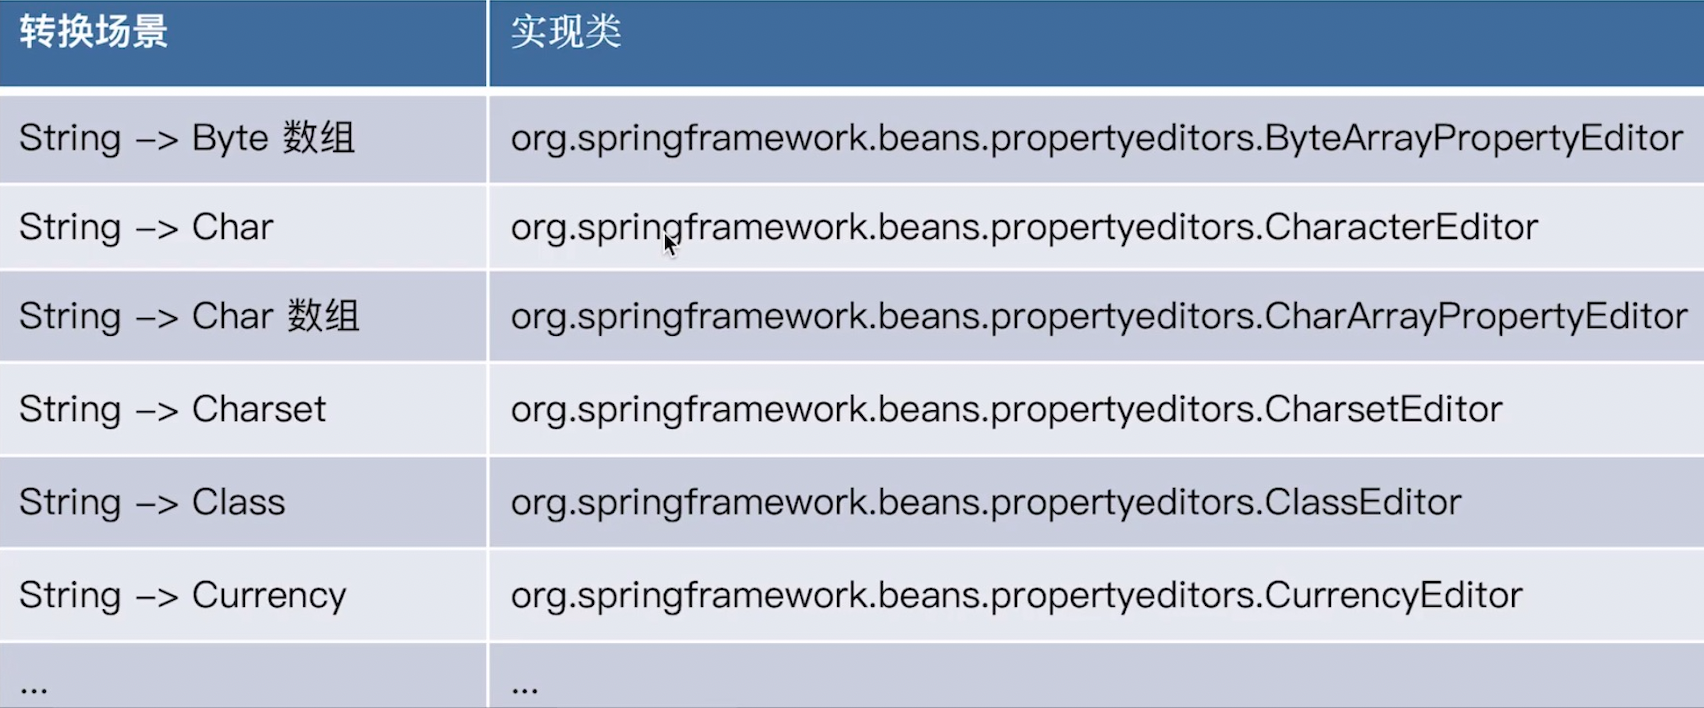 转换场景 实现类
String –> Byte 数组 org.springframework.beans.propertyeditors.ByteArrayPropertyEditor
String –> Char org.springframework.beans.propertyeditors.CharacterEditor
String –> Char 数组 org.springframework.beans.propertyeditors.CharArrayPropertyEditor
String –> Charset org.springframework.beans.propertyeditors.CharsetEditor
String –> Class org.springframework.beans.propertyeditors.ClassEditor
String –> Currency org.springframework.beans.propertyeditors.CurrencyEditor
... ...